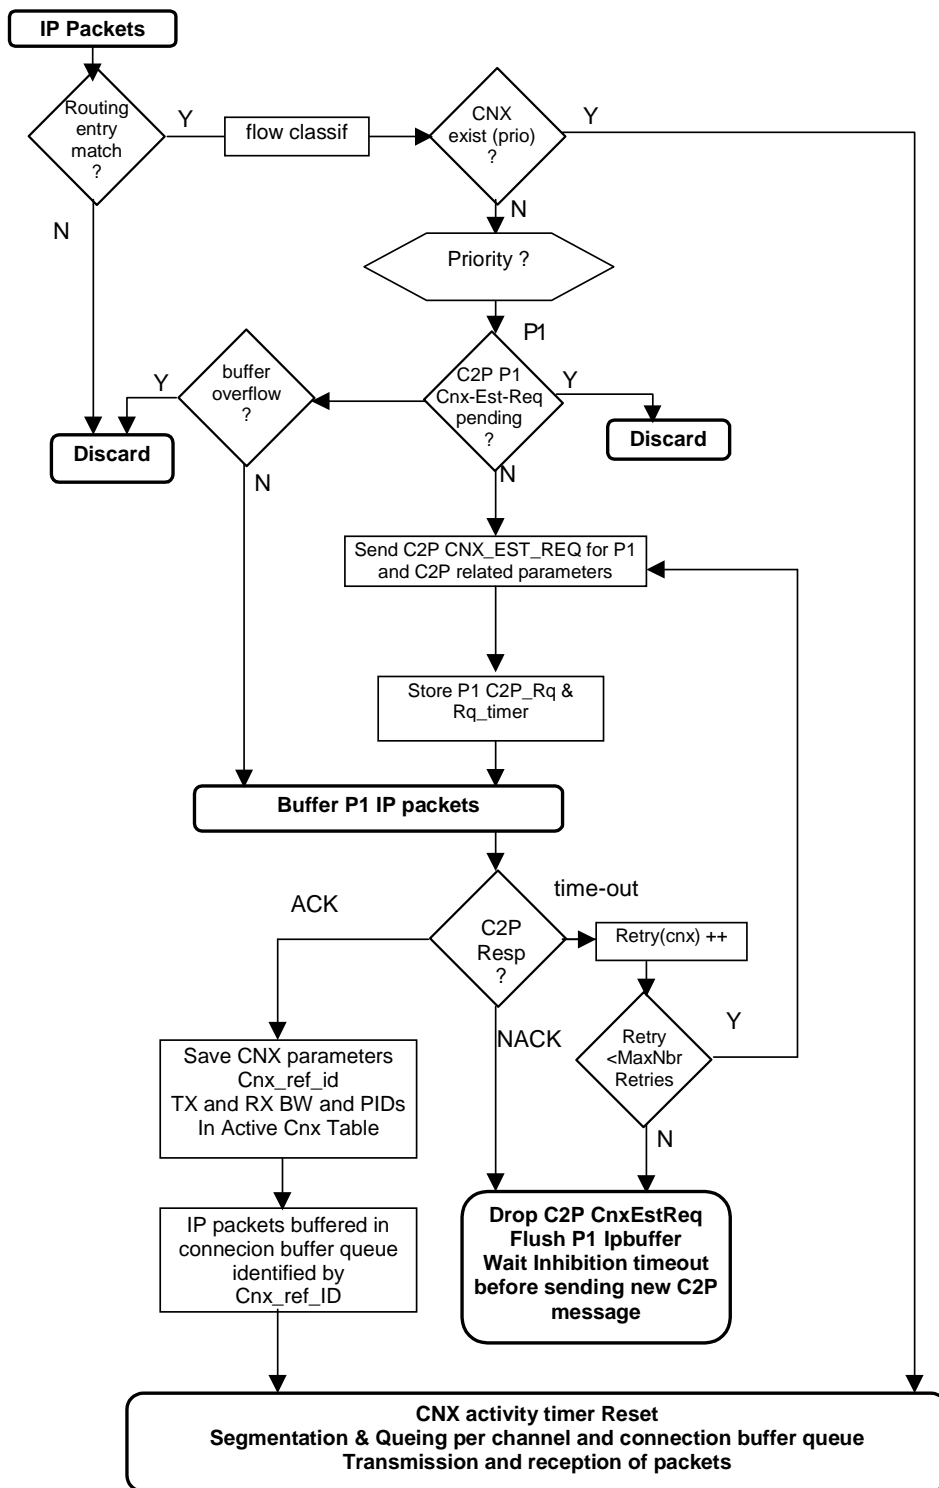 IP Packets
Routing
entry
match
?
Y
flow classif
CNX
exist (prio)
?
Y
N
N
Priority ?
P1
buffer
overflow
?
Y
C2P P1
Cnx-Est-Req
pending
?
Y
Discard
Discard
N
N
Send C2P CNX_EST_REQ for P1
and C2P related parameters
Store P1 C2P_Rq &
Rq_timer
Buffer P1 IP packets
time-out
ACK
C2P
Resp
?
Retry(cnx) ++
NACK
Retry
<MaxNbr
Retries
Y
Save CNX parameters
Cnx_ref_id
TX and RX BW and PIDs
In Active Cnx Table
N
IP packets buffered in
connecion buffer queue
identified by
Cnx_ref_ID
Drop C2P CnxEstReq
Flush P1 Ipbuffer
Wait Inhibition timeout
before sending new C2P
message
CNX activity timer Reset
Segmentation & Queing per channel and connection buffer queue
Transmission and reception of packets